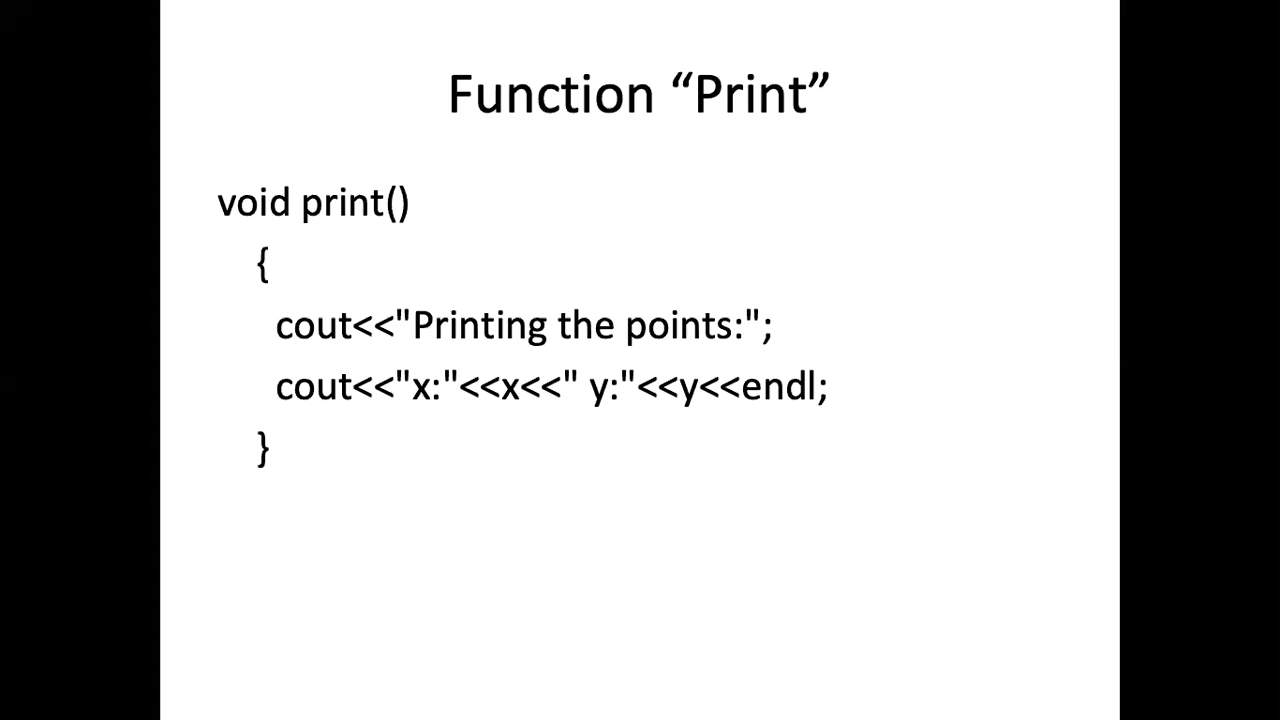 Function “Print”
void print()
{
cout<<"Printing the points:";
cout<<"x:"<<x<<" y:"<<y<<endl;
}